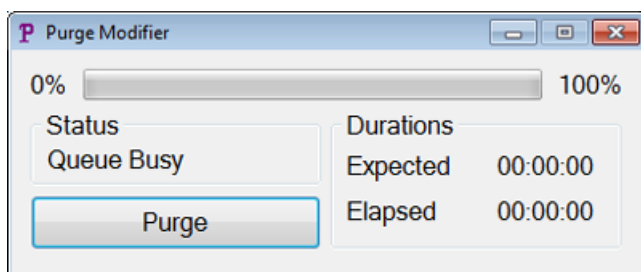 Purge Modifier
0% 100%
Status
Queue Busy
Purge
Durations
Expected 00:00:00
Elapsed 00:00:00